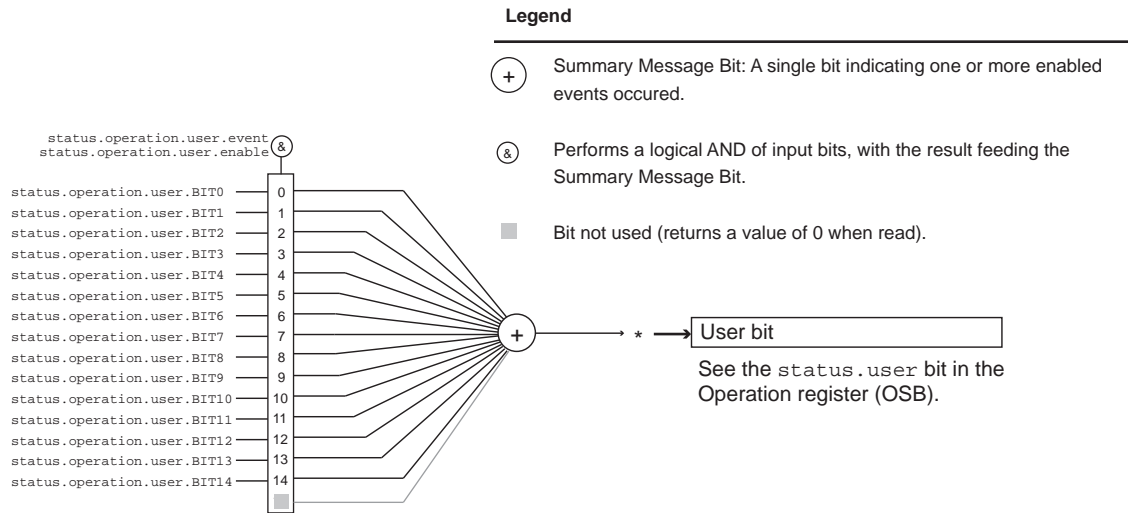 Legend
+
Summary Message Bit: A single bit indicating one or more enabled
events occured.
&
Performs a logical AND of input bits, with the result feeding the
Summary Message Bit.
Bit not used (returns a value of 0 when read).
status.operation.user.event
status.operation.user.enable
&
status.operation.user.BIT0 0
status.operation.user.BIT1 1
status.operation.user.BIT2 2
status.operation.user.BIT3 3
status.operation.user.BIT4 4
status.operation.user.BIT5 5
status.operation.user.BIT6 6
status.operation.user.BIT7 7
status.operation.user.BIT8 8
status.operation.user.BIT9 9
status.operation.user.BIT10 10
status.operation.user.BIT11 11
status.operation.user.BIT12 12
status.operation.user.BIT13 13
status.operation.user.BIT14 14
+
*
User bit
See the status.user bit in the
Operation register (OSB).